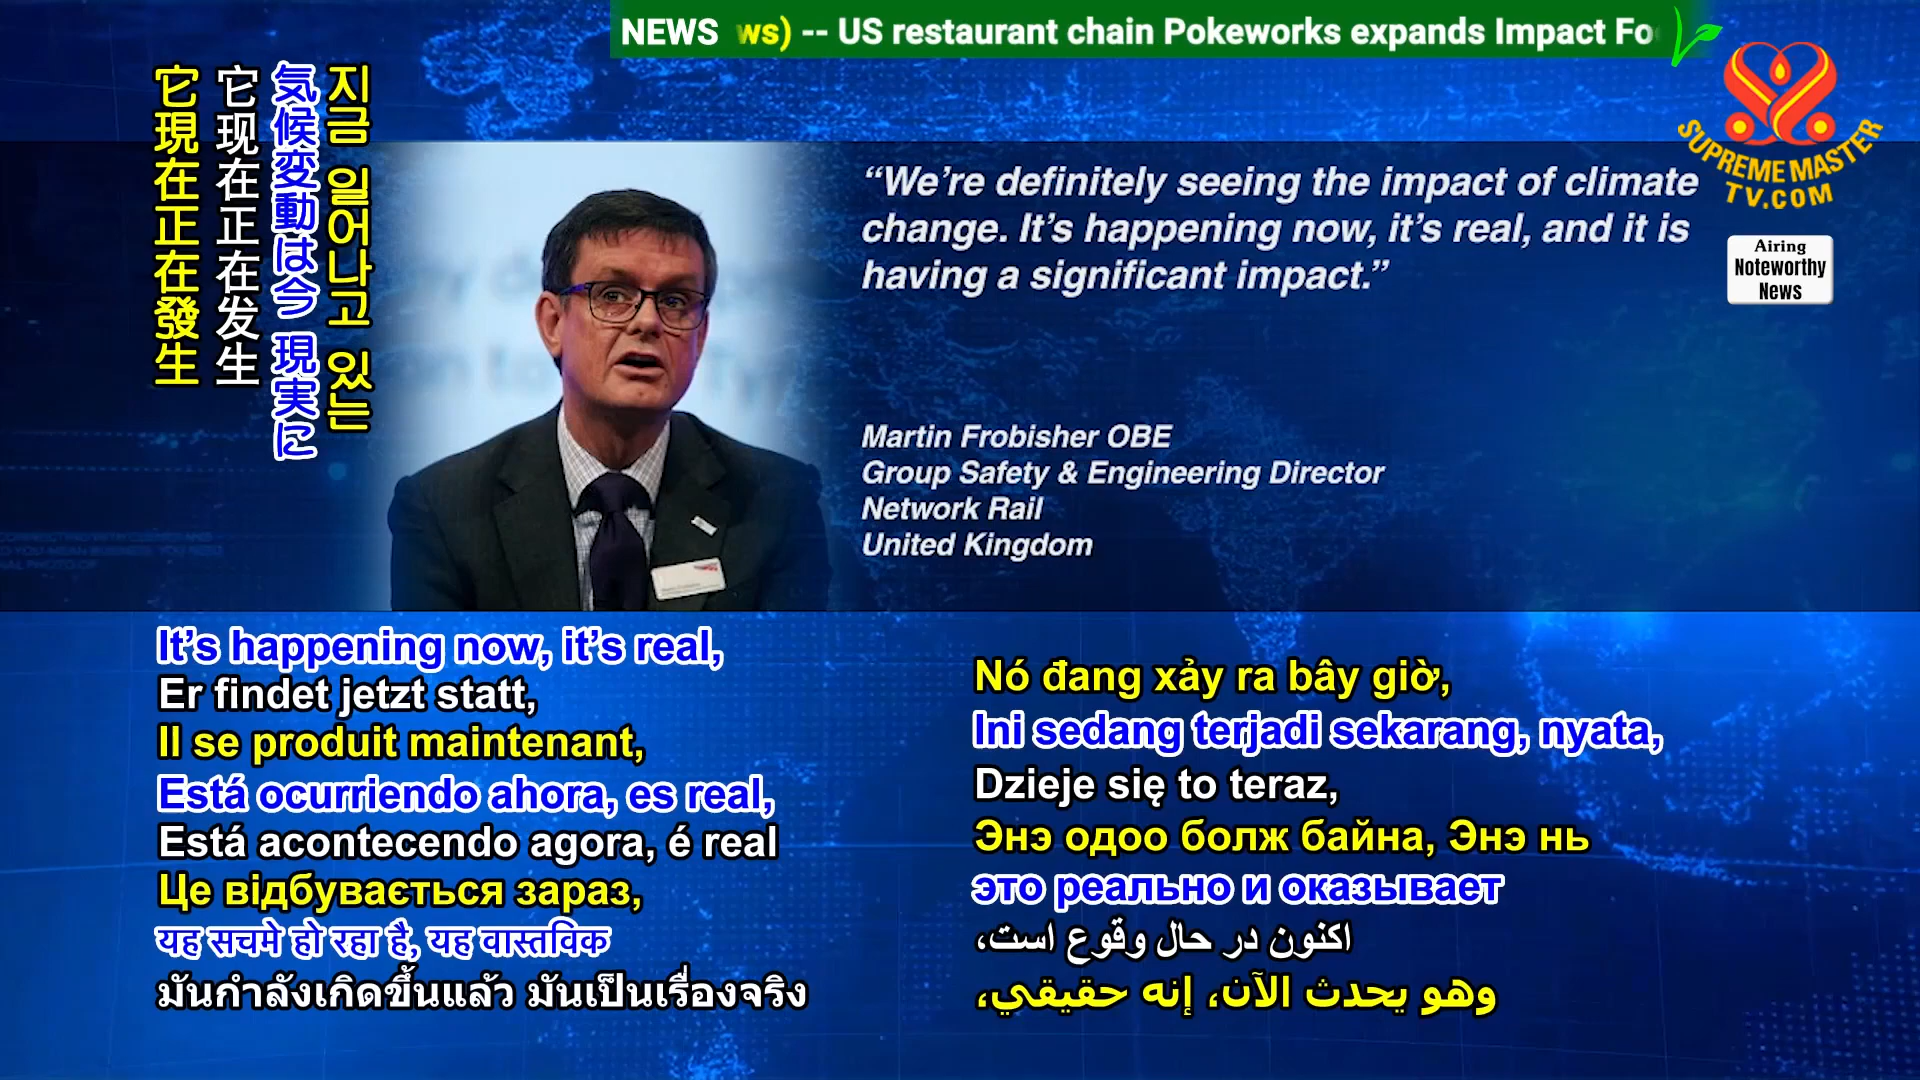 NEWS ws) -- US restaurant chain Pokeworks expands Impact Fo
SUPREME MASTER
TV.COM
Airing
Noteworthy
News
지금 일어나고 있는
気候変動は今 現実に
它现在正在发生
它現在正在發生
“We’re definitely seeing the impact of climate
change. It’s happening now, it’s real, and it is
having a significant impact.”
Martin Frobisher OBE
Group Safety & Engineering Director
Network Rail
United Kingdom
It’s happening now, it’s real,
Er findet jetzt statt,
Il se produit maintenant,
Está ocurriendo ahora, es real,
Está acontecendo agora, é real
Це відбувається зараз,
यह सचमे हो रहा है, यह वास्तविक
มันกำลังเกิดขึ้นแล้ว มันเป็นเรื่องจริง
Nó đang xảy ra bây giờ,
Ini sedang terjadi sekarang, nyata,
Dzieje się to teraz,
Энэ одоо болж байна, Энэ нь
это реально и оказывает
اکنون در حال وقوع است،
وهو يحدث الآن، إنه حقيقي،